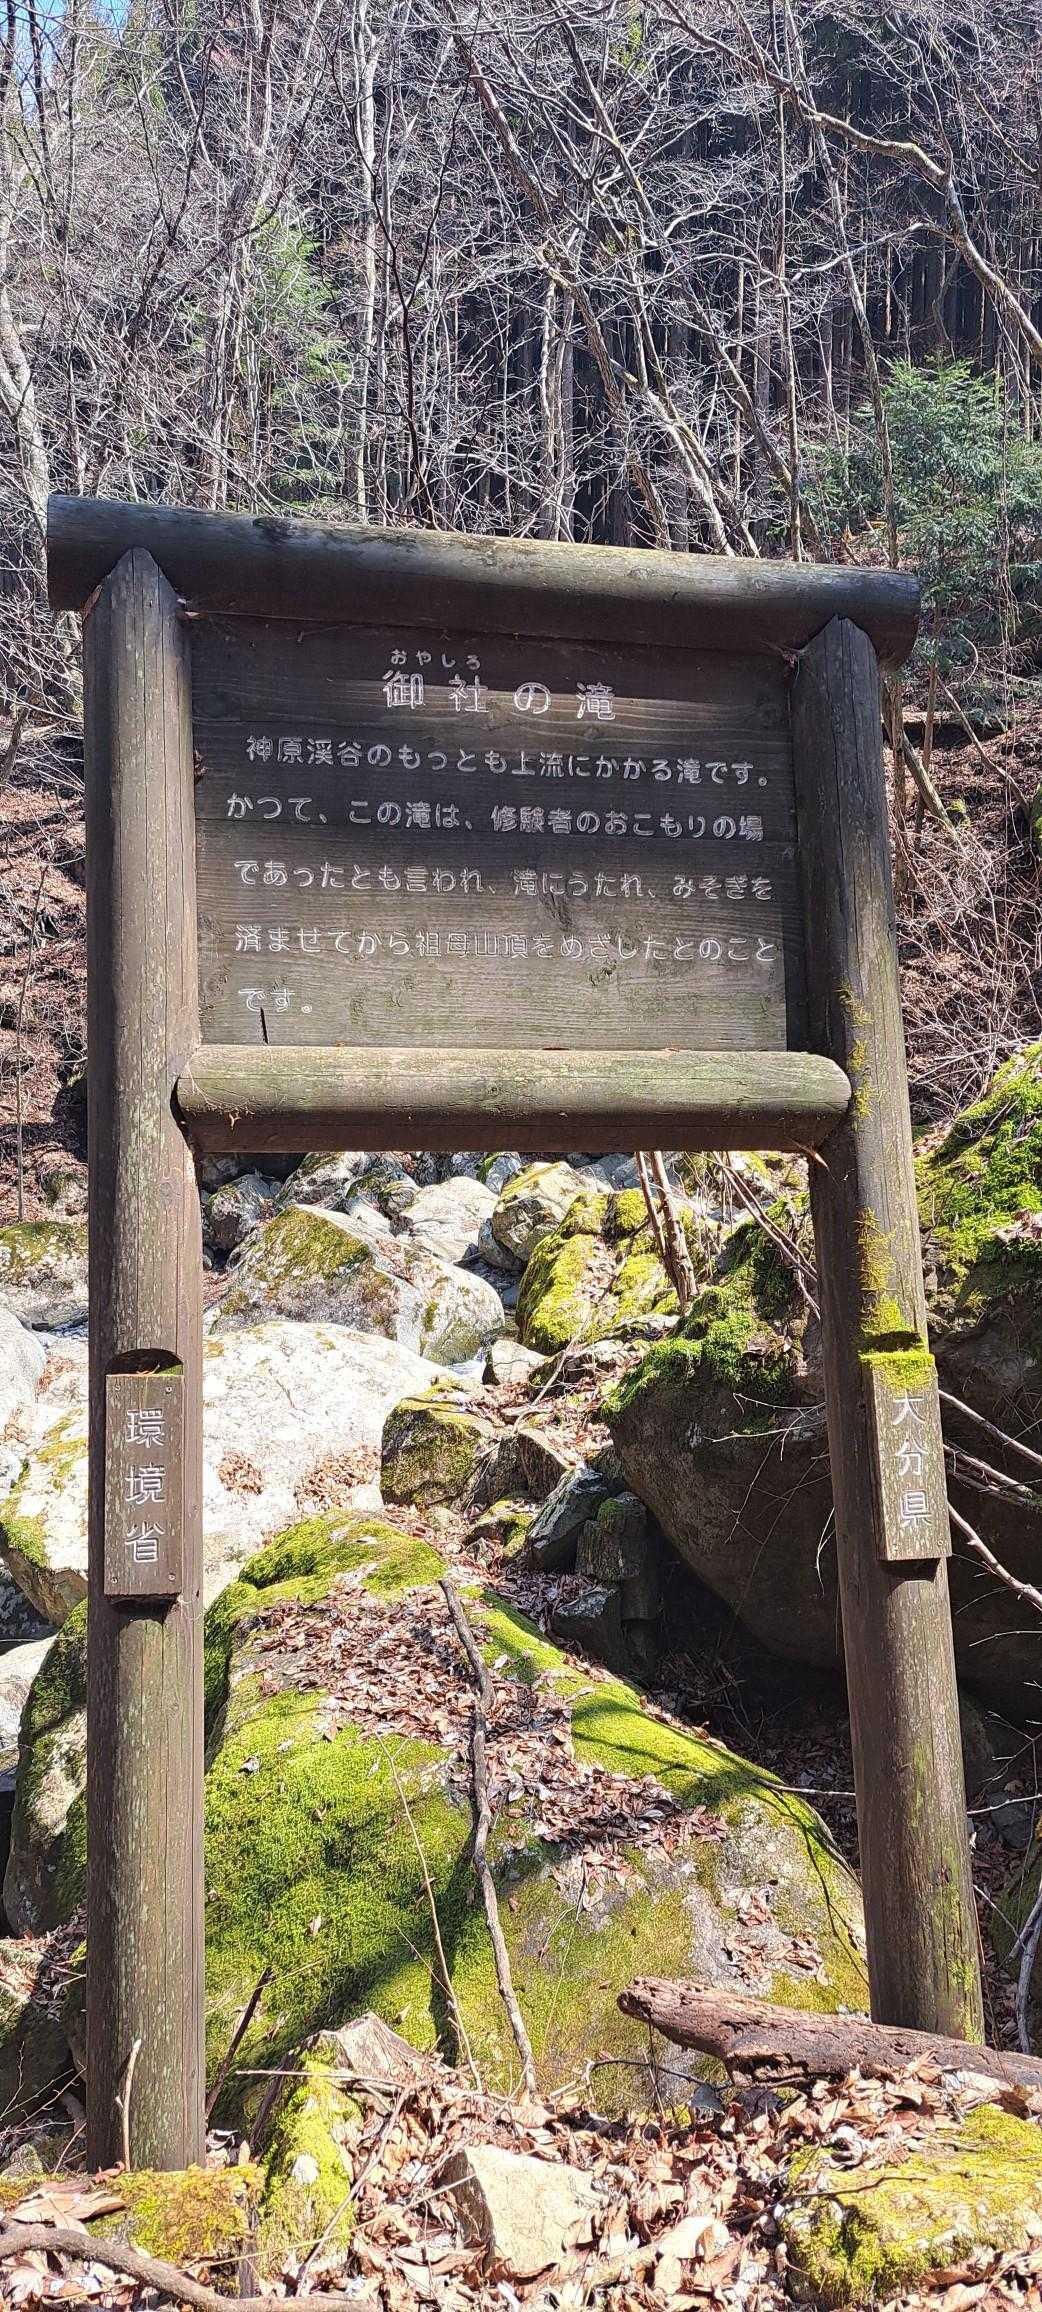 おやしろ
御社の滝
神原渓谷のもっとも上流にかかる滝です。
かつて、この滝は、修験者のおこもりの場
であったとも言われ、滝にうたれ、みそぎを
済ませてから祖母山頂をめざしたとのこと
です。
環境省
大分県